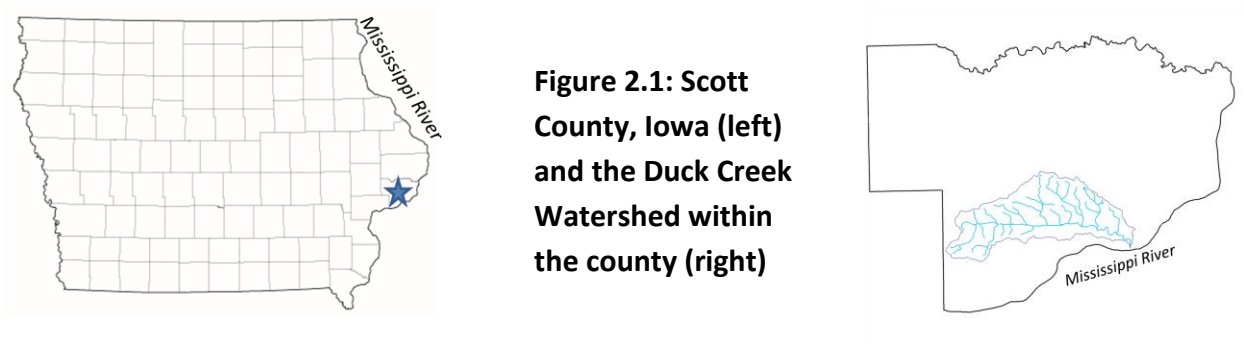 Mississippi River
Figure 2.1: Scott
County, Iowa (left)
and the Duck Creek
Watershed within
the county (right)
Mississippi River